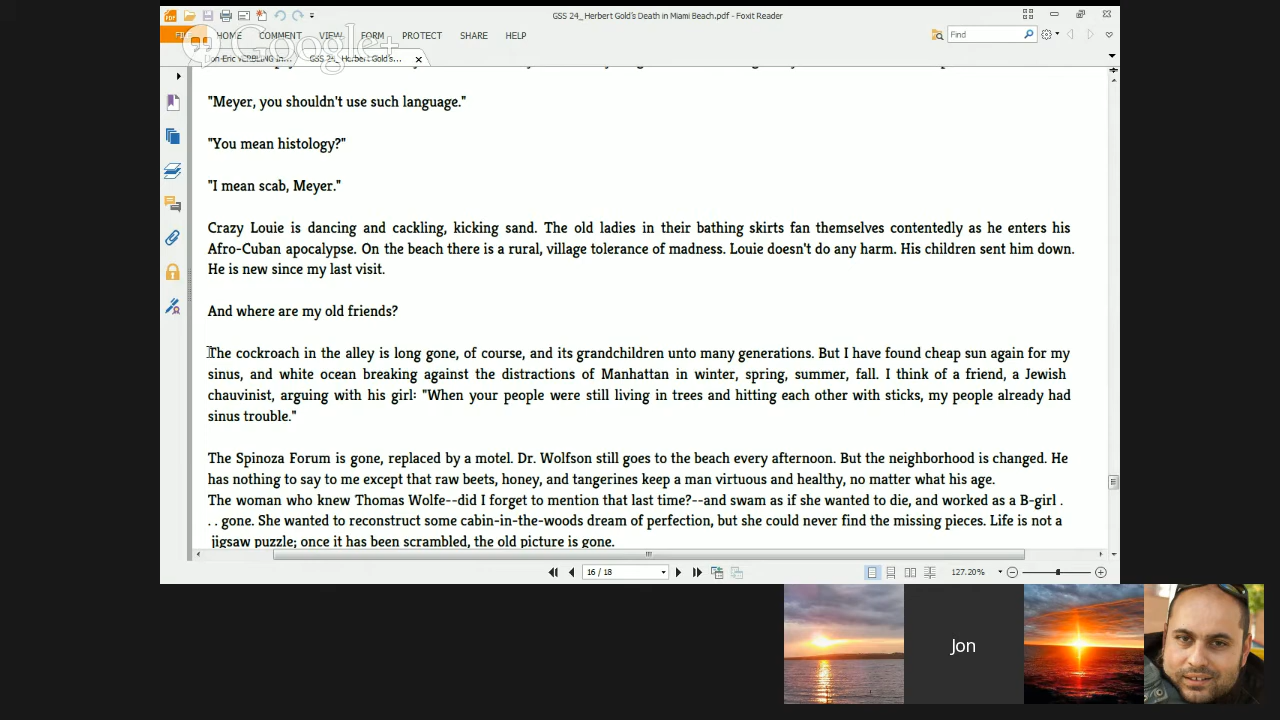 GSS 24_ Herbert Gold's Death in Miami Beach.pdf - Foxit Reader
FILE HOME COMMENT VIEW FORM PROTECT SHARE HELP
Find
Google+
GSS 24_ Herbert Gold's...
"Meyer, you shouldn't use such language."
"You mean histology?"
"I mean scab, Meyer."
Crazy Louie is dancing and cackling, kicking sand. The old ladies in their bathing skirts fan themselves contentedly as he enters his
Afro-Cuban apocalypse. On the beach there is a rural, village tolerance of madness. Louie doesn't do any harm. His children sent him down.
He is new since my last visit.
And where are my old friends?
The cockroach in the alley is long gone, of course, and its grandchildren unto many generations. But I have found cheap sun again for my
sinus, and white ocean breaking against the distractions of Manhattan in winter, spring, summer, fall. I think of a friend, a Jewish
chauvinist, arguing with his girl: "When your people were still living in trees and hitting each other with sticks, my people already had
sinus trouble."
The Spinoza Forum is gone, replaced by a motel. Dr. Wolfson still goes to the beach every afternoon. But the neighborhood is changed. He
has nothing to say to me except that raw beets, honey, and tangerines keep a man virtuous and healthy, no matter what his age.
The woman who knew Thomas Wolfe--did I forget to mention that last time?--and swam as if she wanted to die, and worked as a B-girl .
. . gone. She wanted to reconstruct some cabin-in-the-woods dream of perfection, but she could never find the missing pieces. Life is not a
jigsaw puzzle; once it has been scrambled, the old picture is gone.
16 / 18
127.20%
Jon